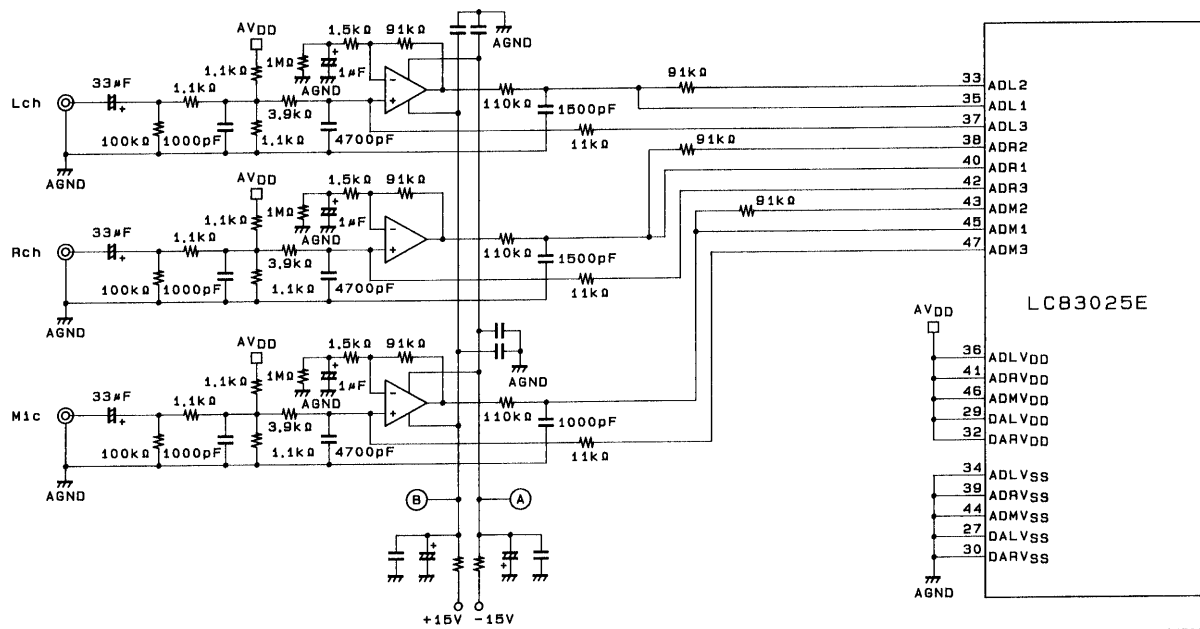 AVDD 1.5kΩ 91kΩ AGND
1MΩ 1μF AGND
Lch 33μF + 1.1kΩ 1.1kΩ 3.9kΩ - + 110kΩ 1500pF 91kΩ 33 ADL2
35 ADL1
100kΩ 1000pF 1.1kΩ 4700pF 11kΩ 37 ADL3
AGND
91kΩ 38 ADR2
40 ADR1
42 ADR3
91kΩ 43 ADM2
45 ADM1
47 ADM3
AVDD 1.5kΩ 91kΩ
1MΩ 1μF AGND
Rch 33μF + 1.1kΩ 1.1kΩ 3.9kΩ - + 110kΩ 1500pF
100kΩ 1000pF 1.1kΩ 4700pF 11kΩ
AGND
LC83025E
AVDD 1.5kΩ 91kΩ AGND
1MΩ 1μF AGND
Mic 33μF + 1.1kΩ 1.1kΩ 3.9kΩ - + 110kΩ 1000pF
100kΩ 1000pF 1.1kΩ 4700pF 11kΩ
AGND
AVDD
36 ADLVDD
41 ADRVDD
46 ADMVDD
29 DALVDD
32 DARVDD
34 ADLVSS
39 ADRVSS
44 ADMVSS
27 DALVSS
30 DARVSS
AGND
B A
+ +
+15V -15V